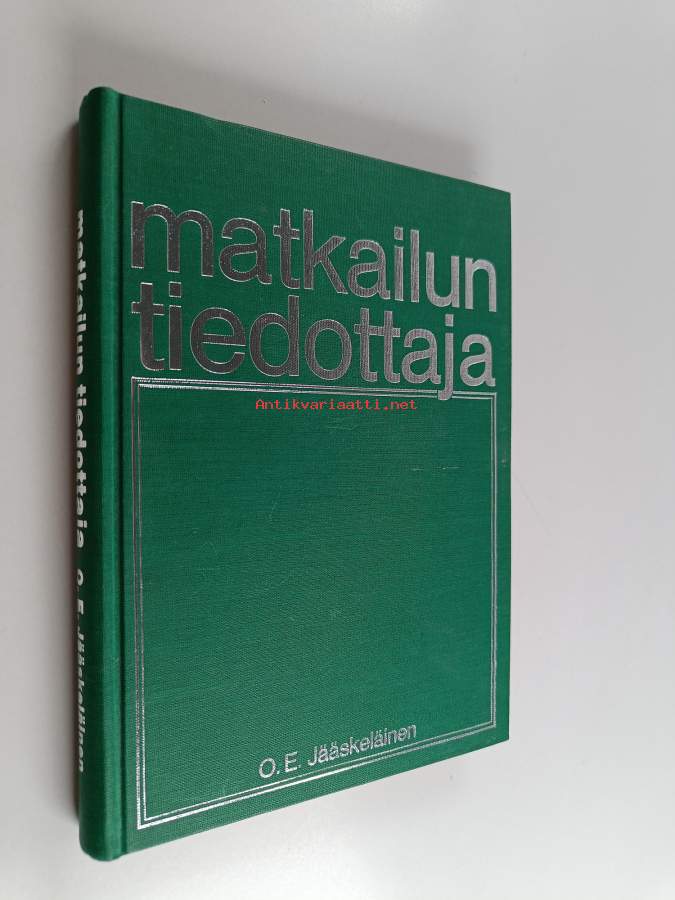 matkailun
tiedottaja
Antikvariaatti.net
O. E. Jääskeläinen
matkailun tiedottaja O. E. Jääskeläinen